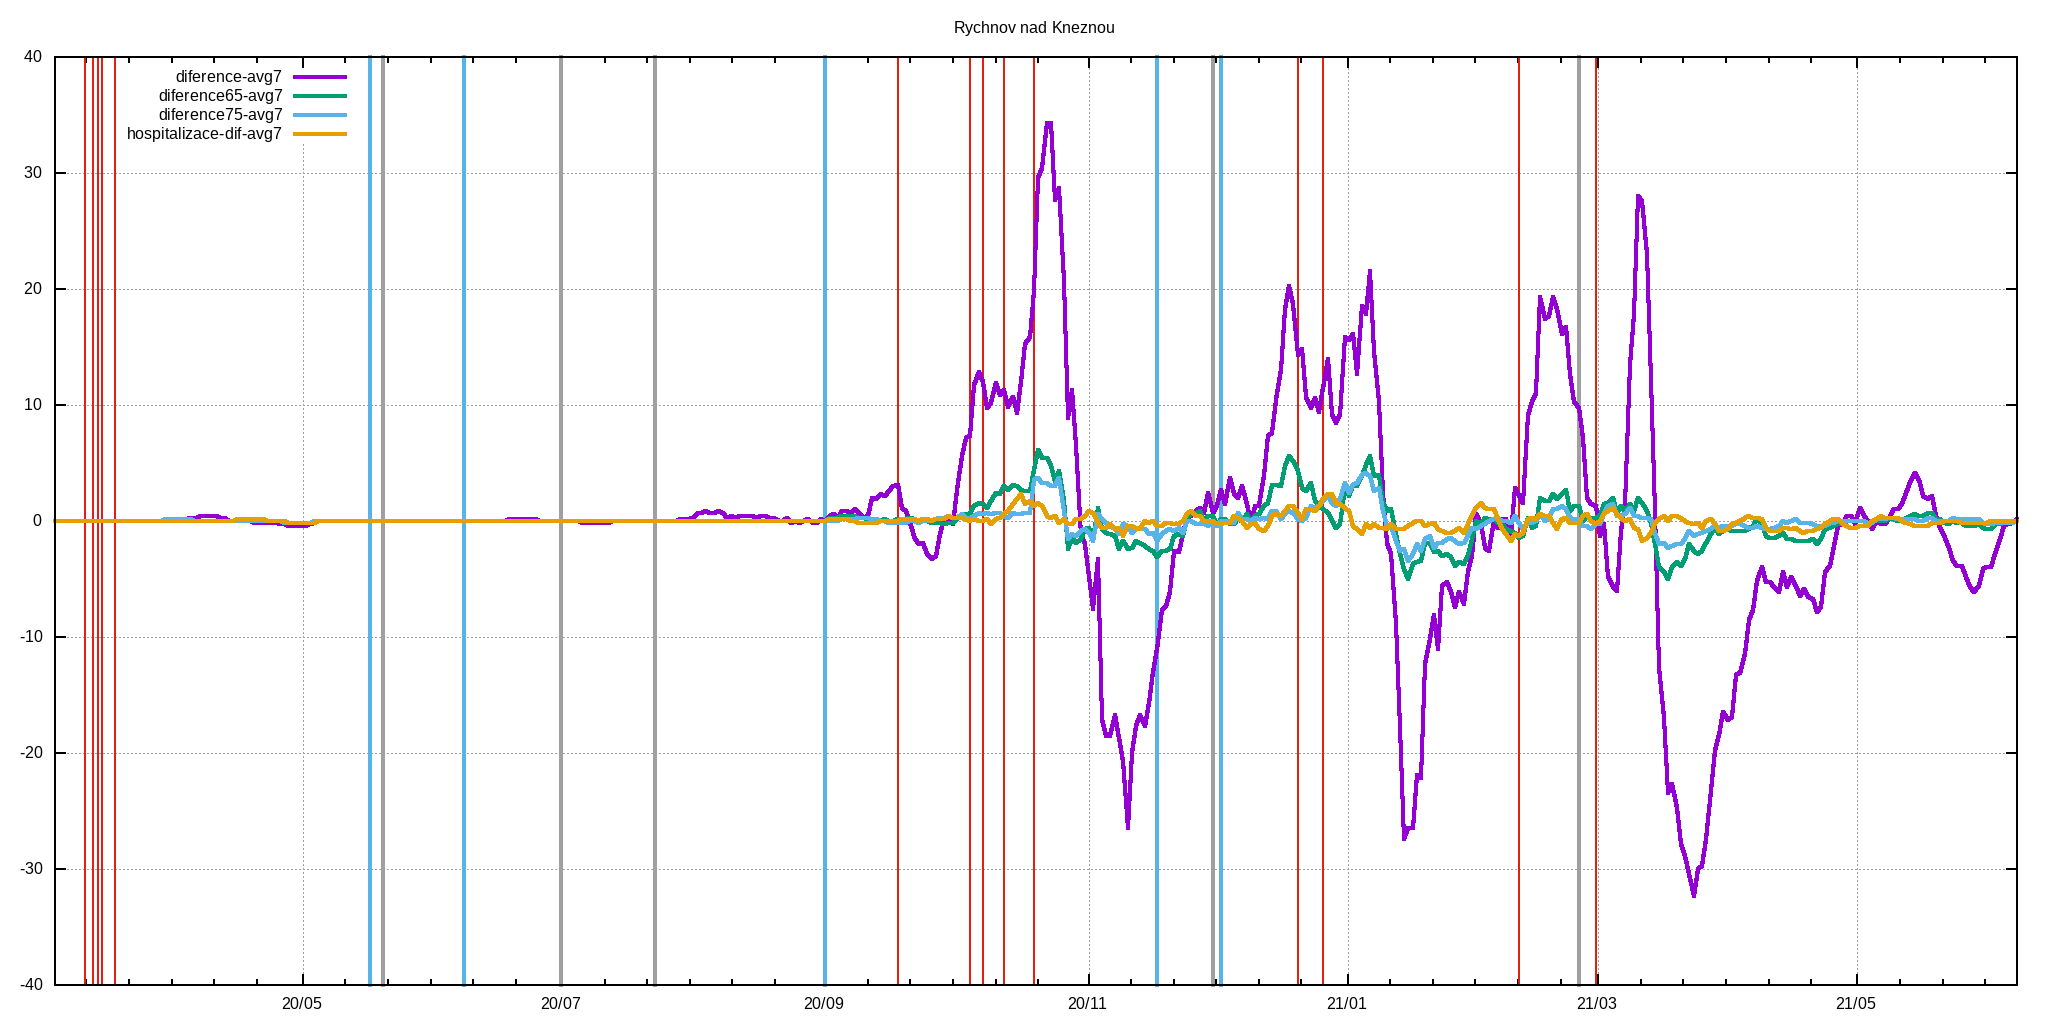 Rychnov nad Kneznou
diference-avg7
diference65-avg7
diference75-avg7
hospitalizace-dif-avg7
40
30
20
10
0
-10
-20
-30
-40
20/05 20/07 20/09 20/11 21/01 21/03 21/05